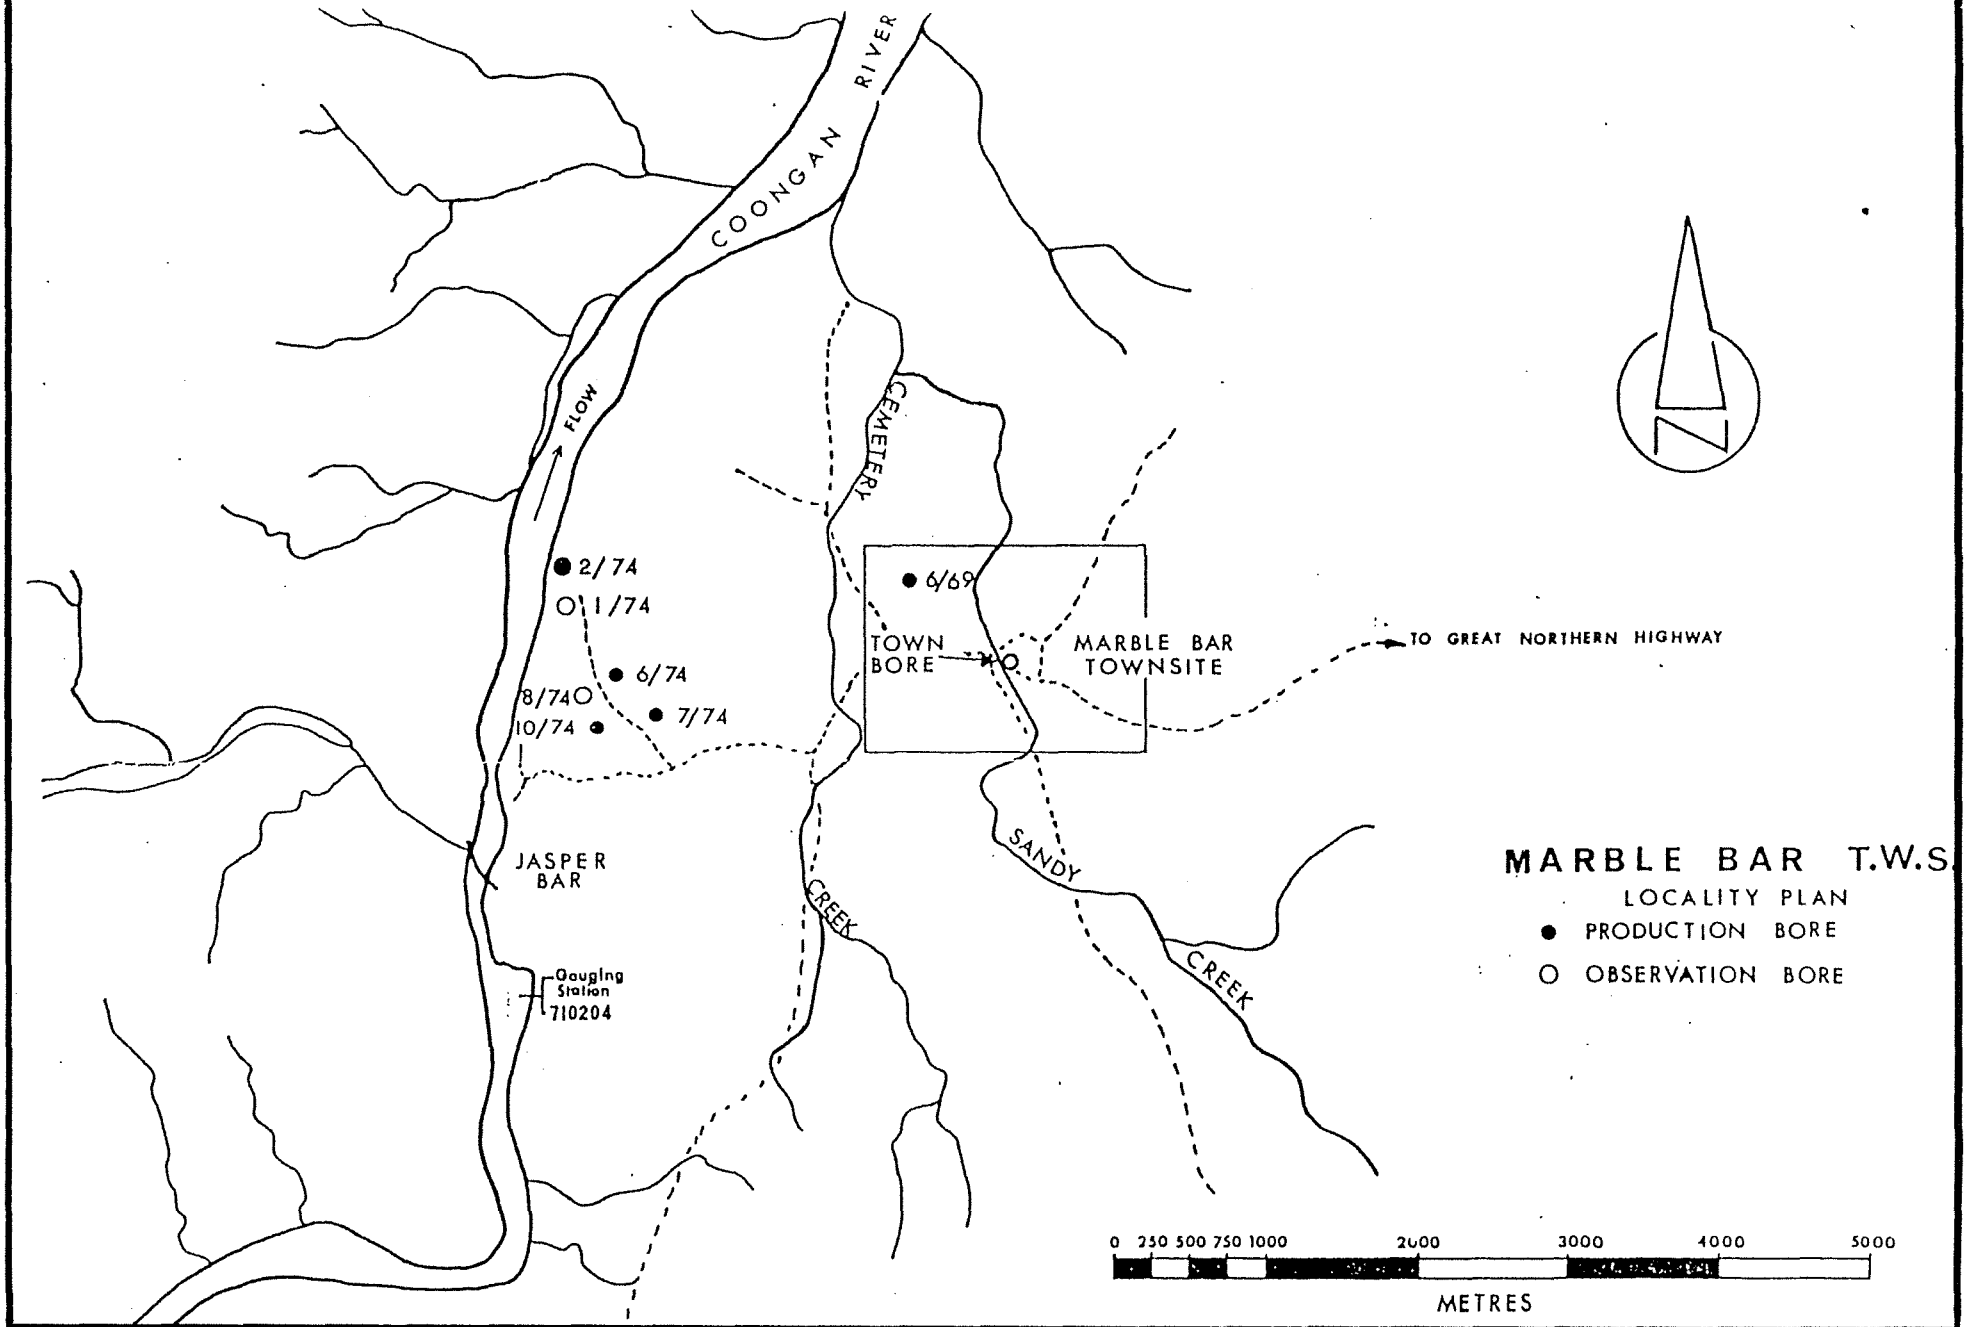 COONGAN RIVER
FLOW
CEMETERY
2/74
1/74
6/69
TOWN
BORE
MARBLE BAR
TOWNSITE
TO GREAT NORTHERN HIGHWAY
6/74
8/74
7/74
10/74
JASPER
BAR
SANDY
CREEK
CREEK
Gauging
Station
710204
N
MARBLE BAR T.W.S.
LOCALITY PLAN
PRODUCTION BORE
OBSERVATION BORE
0 250 500 750 1000 2000 3000 4000 5000
METRES